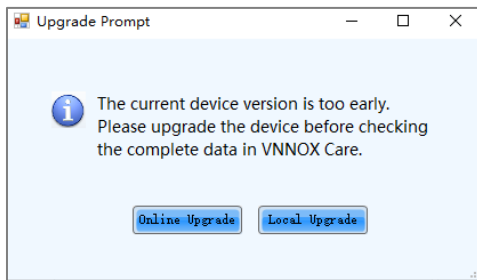 Upgrade Prompt
The current device version is too early.
Please upgrade the device before checking
the complete data in VNNOX Care.
Online Upgrade Local Upgrade